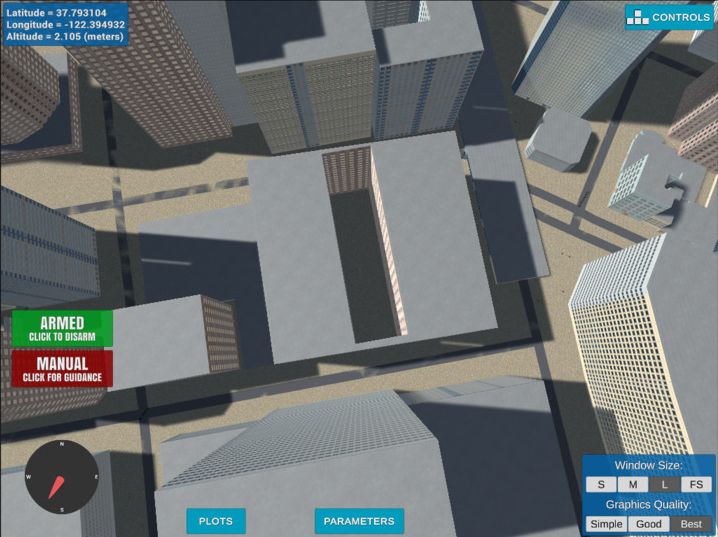 Latitude = 37.793104
Longitude = -122.394932
Altitude = 2.105 (meters)
CONTROLS
ARMED
CLICK TO DISARM
MANUAL
CLICK FOR GUIDANCE
N
W E
S
PLOTS
PARAMETERS
Window Size:
S M L FS
Graphics Quality:
Simple Good Best